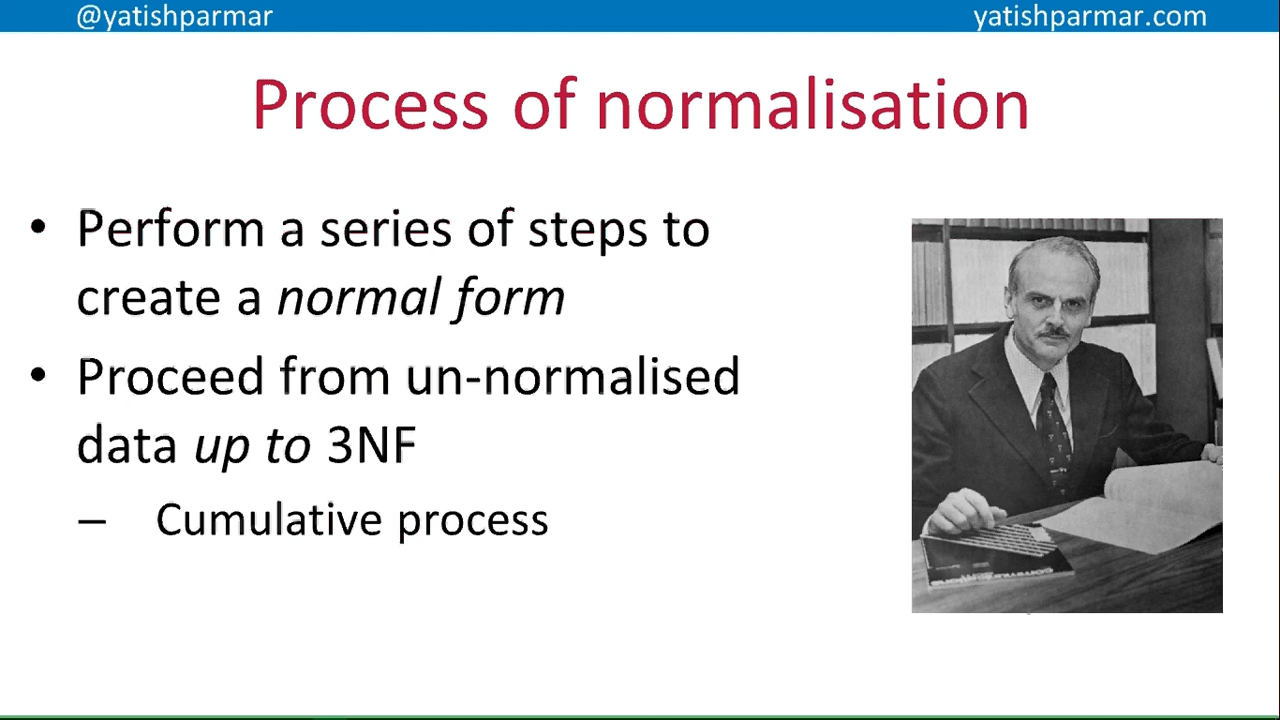 @yatishparmar
yatishparmar.com
Process of normalisation
• Perform a series of steps to
create a normal form
• Proceed from un-normalised
data up to 3NF
– Cumulative process